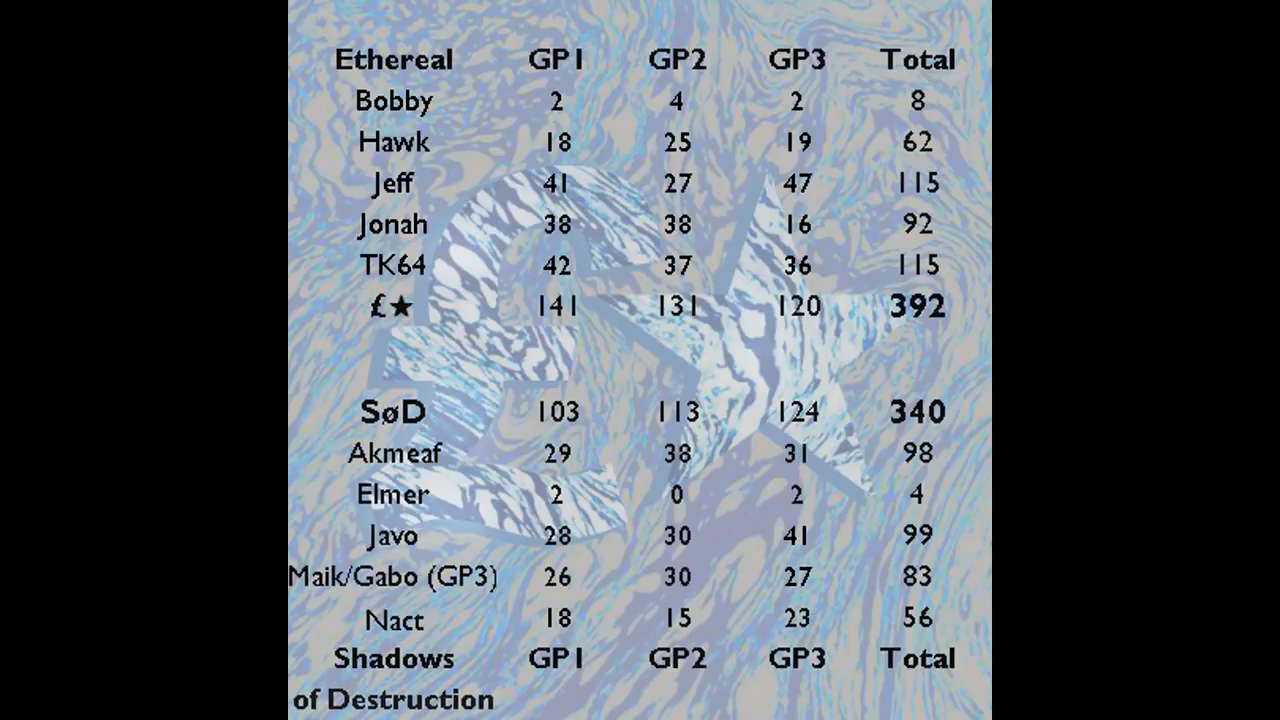 Ethereal GP1 GP2 GP3 Total
Bobby 2 4 2 8
Hawk 18 25 19 62
Jeff 41 27 47 115
Jonah 38 38 16 92
TK64 42 37 36 115
£★ 141 131 120 392
SøD 103 113 124 340
Akmeaf 29 38 31 98
Elmer 2 0 2 4
Javo 28 30 41 99
Maik/Gabo (GP3) 26 30 27 83
Nact 18 15 23 56
Shadows GP1 GP2 GP3 Total
of Destruction